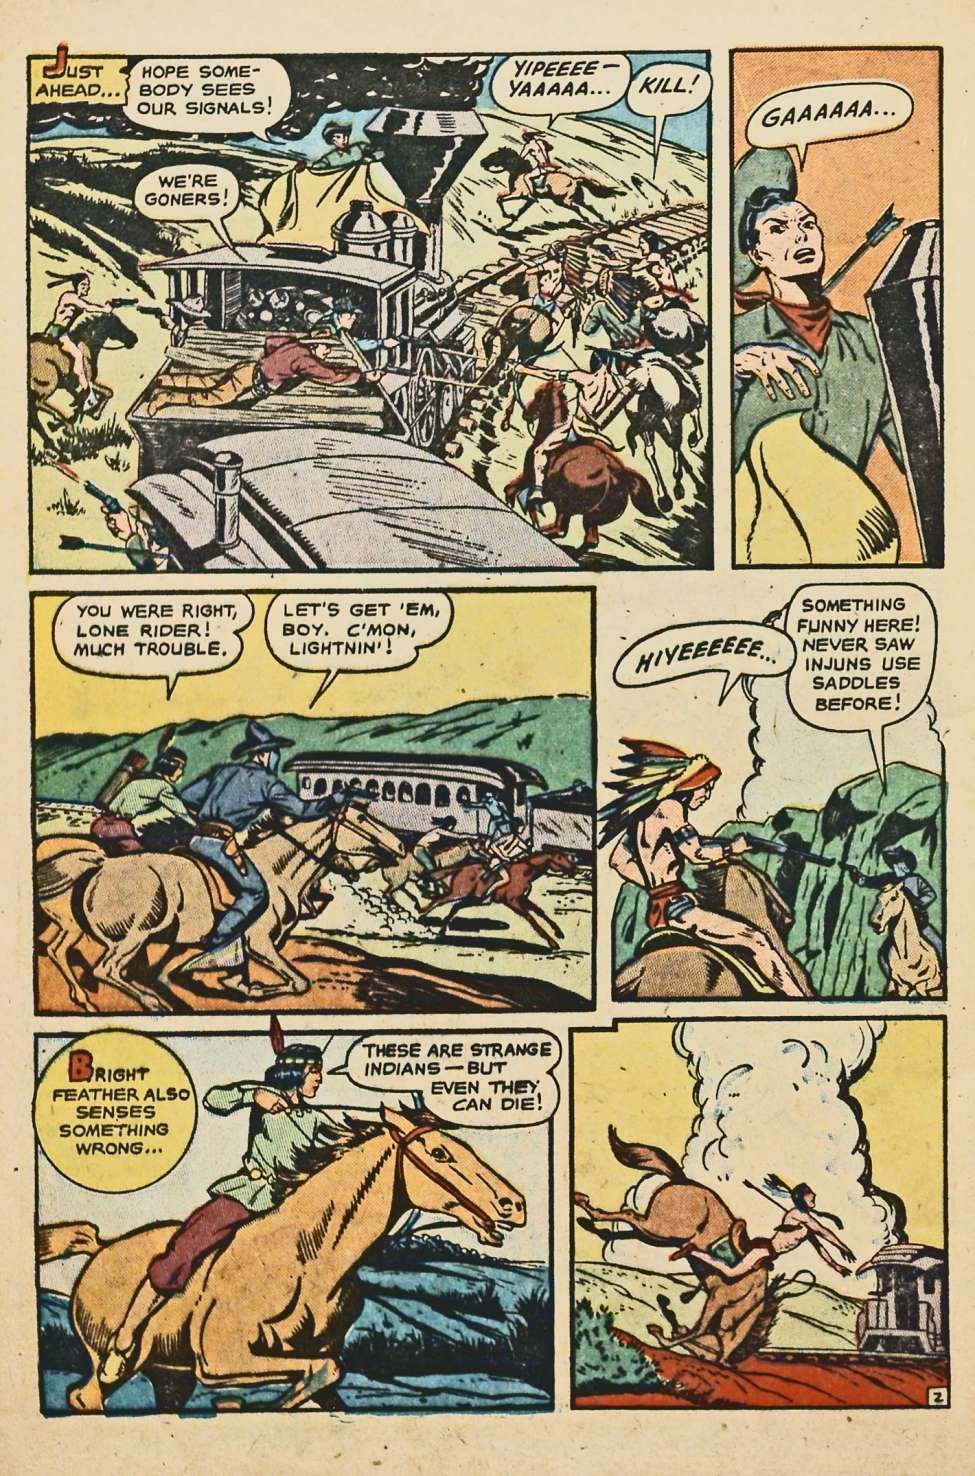 JUST
AHEAD...
HOPE SOME-
BODY SEES
OUR SIGNALS!
WE'RE
GONERS!
YIPEEEE-
YAAAAA...
KILL!
GAAAAAA...
YOU WERE RIGHT,
LONE RIDER!
MUCH TROUBLE.
LET'S GET 'EM,
BOY. C'MON,
LIGHTNIN'!
HIYEEEEEE...
SOMETHING
FUNNY HERE!
NEVER SAW
INJUNS USE
SADDLES
BEFORE!
BRIGHT
FEATHER ALSO
SENSES
SOMETHING
WRONG...
THESE ARE STRANGE
INDIANS—BUT
EVEN THEY
CAN DIE!
2